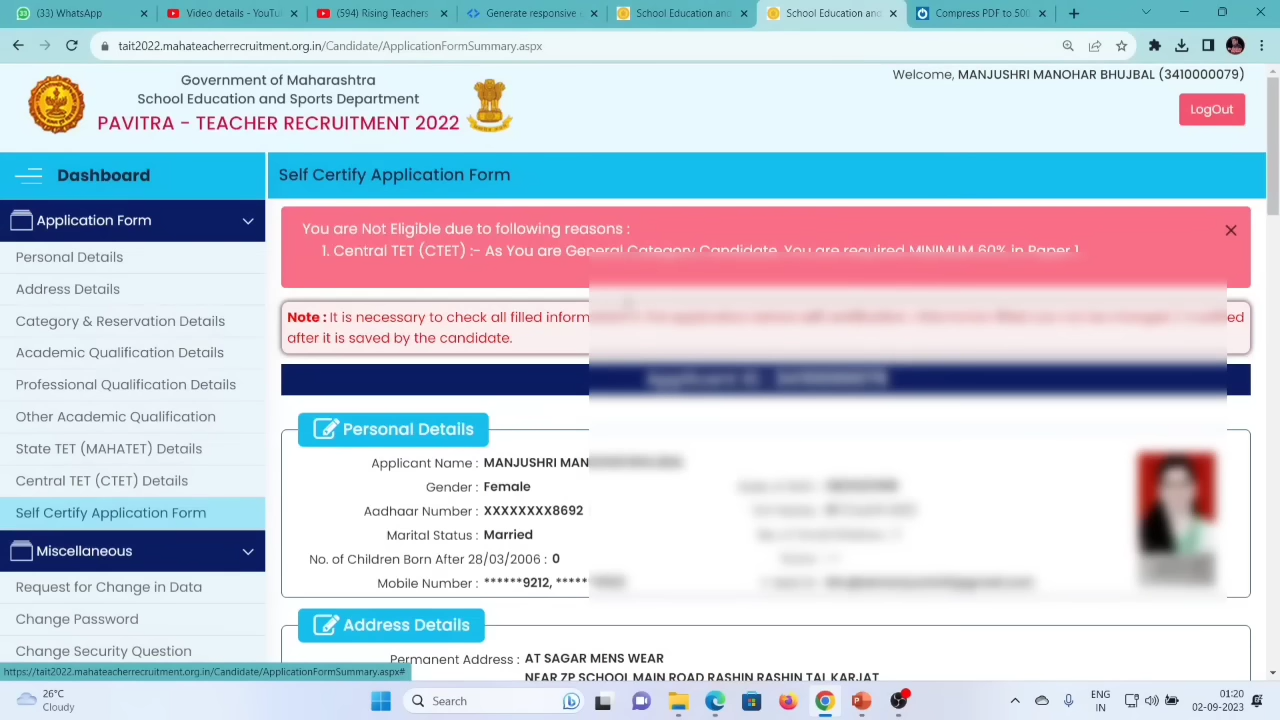 (33) WhatsApp
PAVITRA - YouTu
(594) Raising st
Generate responsiv
School Education and S
School Education and S
Compress PDF to 500
tait2022.mahateacherrecruitment.org.in/Candidate/ApplicationFormSummary.aspx
Government of Maharashtra
School Education and Sports Department
PAVITRA - TEACHER RECRUITMENT 2022
Welcome, MANJUSHRI MANOHAR BHUJBAL (3410000079)
LogOut
Dashboard
Self Certify Application Form
Application Form
Personal Details
Address Details
Category & Reservation Details
Academic Qualification Details
Professional Qualification Details
Other Academic Qualification
State TET (MAHATET) Details
Central TET (CTET) Details
Self Certify Application Form
Miscellaneous
Request for Change in Data
Change Password
Change Security Question
You are Not Eligible due to following reasons :
1. Central TET (CTET) :- As You are General Category Candidate, You are required MINIMUM 60% in Paper 1
Note : It is necessary to check all filled inform
after it is saved by the candidate.
Personal Details
Applicant Name : MANJUSHRI MAN
Gender : Female
Aadhaar Number : XXXXXXXX8692
Marital Status : Married
No. of Children Born After 28/03/2006 : 0
Mobile Number : ******9212, *****
Address Details
Permanent Address : AT SAGAR MENS WEAR
NEAR ZP SCHOOL MAIN ROAD RASHIN RASHIN TAL KARJAT
https://tait2022.mahateacherrecruitment.org.in/Candidate/ApplicationFormSummary.aspx#
26°C
Cloudy
Search
ENG
IN
01:20
02-09-2023